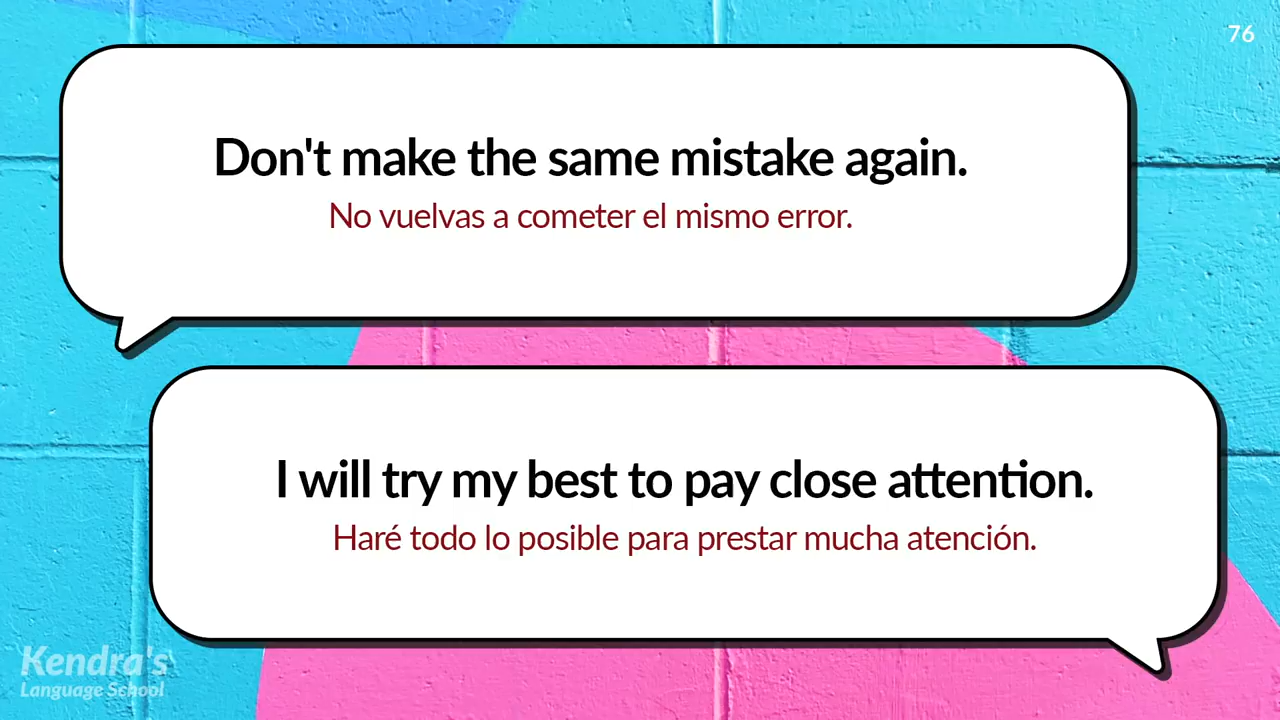 76
Don't make the same mistake again.
No vuelvas a cometer el mismo error.
I will try my best to pay close attention.
Haré todo lo posible para prestar mucha atención.
Kendra's
Language School